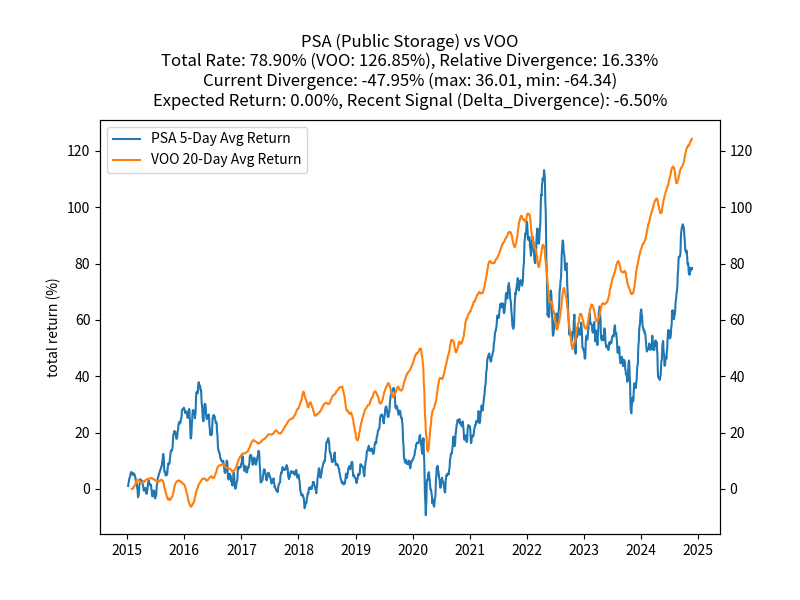 PSA (Public Storage) vs VOO
Total Rate: 78.90% (VOO: 126.85%), Relative Divergence: 16.33%
Current Divergence: -47.95% (max: 36.01, min: -64.34)
Expected Return: 0.00%, Recent Signal (Delta_Divergence): -6.50%
PSA 5-Day Avg Return
VOO 20-Day Avg Return
total return (%)
120
100
80
60
40
20
0
120
100
80
60
40
20
0
2015 2016 2017 2018 2019 2020 2021 2022 2023 2024 2025